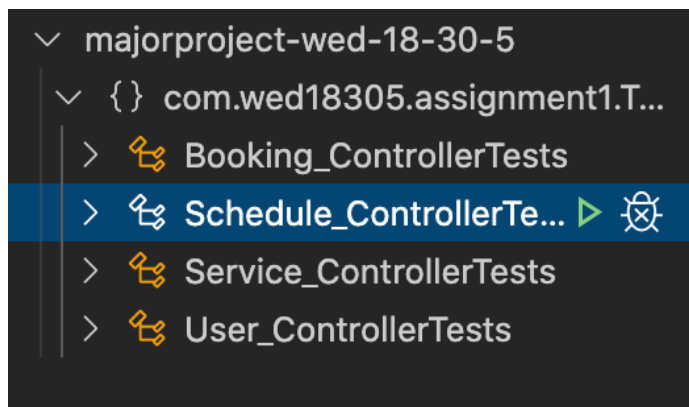 majorproject-wed-18-30-5
{} com.wed18305.assignment1.T...
Booking_ControllerTests
Schedule_ControllerTe...
Service_ControllerTests
User_ControllerTests